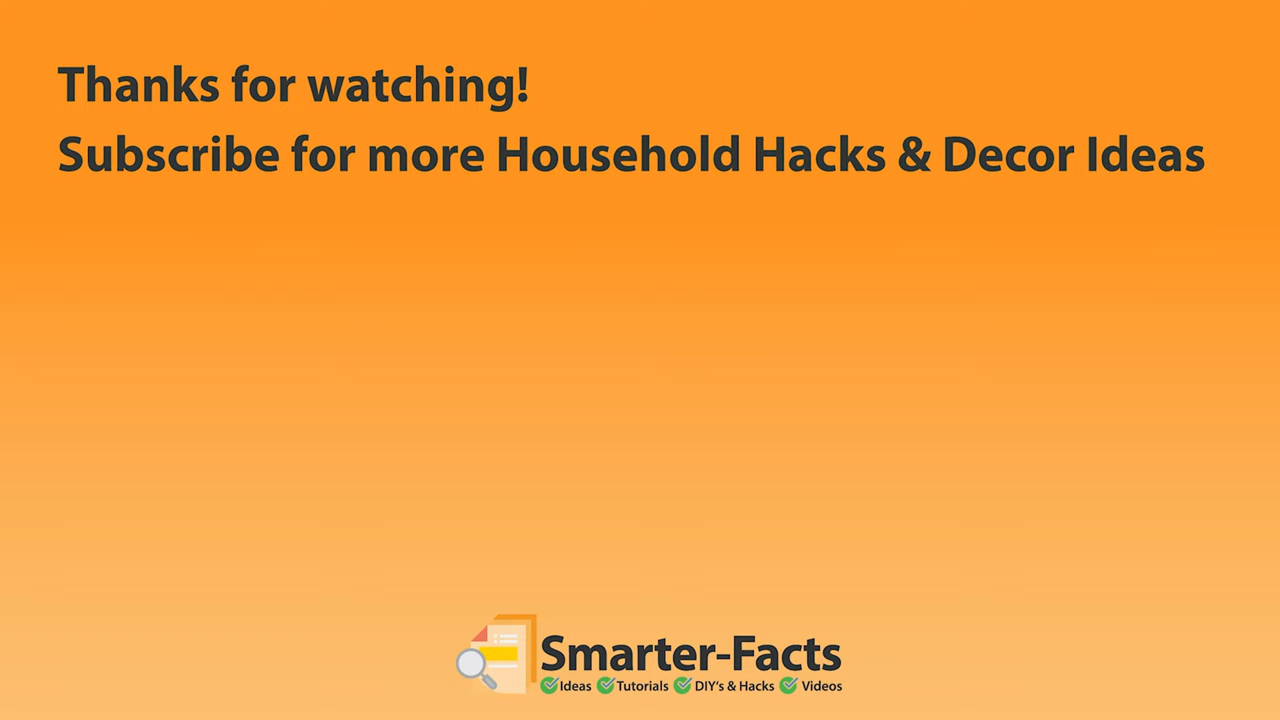 Thanks for watching!
Subscribe for more Household Hacks & Decor Ideas
Smarter-Facts
Ideas Tutorials DIY's & Hacks Videos